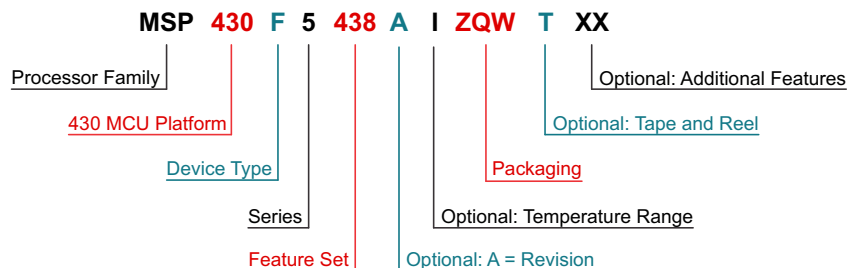 MSP 430 F 5 438 A I ZQW T XX
Processor Family
Optional: Additional Features
430 MCU Platform
Optional: Tape and Reel
Device Type
Packaging
Series
Optional: Temperature Range
Feature Set
Optional: A = Revision